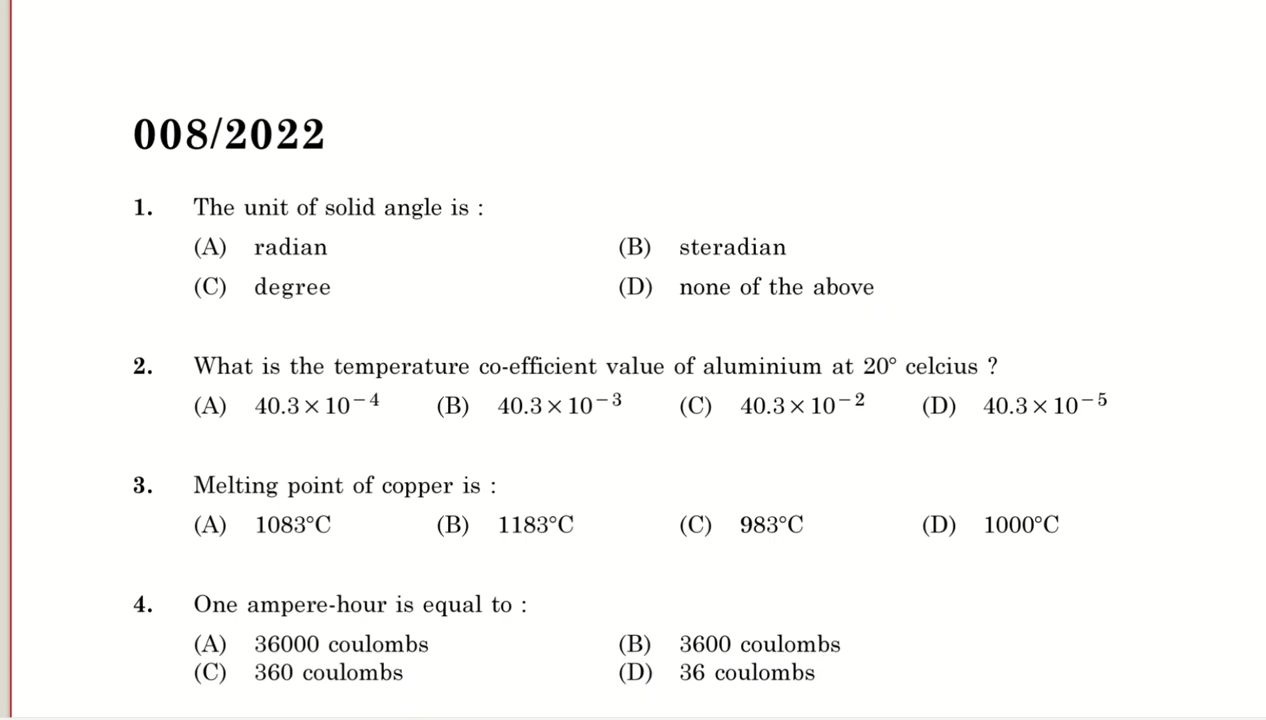 008/2022
1. The unit of solid angle is :
(A) radian (B) steradian
(C) degree (D) none of the above
2. What is the temperature co-efficient value of aluminium at 20° celcius ?
(A) 40.3×10⁻⁴ (B) 40.3×10⁻³ (C) 40.3×10⁻² (D) 40.3×10⁻⁵
3. Melting point of copper is :
(A) 1083°C (B) 1183°C (C) 983°C (D) 1000°C
4. One ampere-hour is equal to :
(A) 36000 coulombs (B) 3600 coulombs
(C) 360 coulombs (D) 36 coulombs